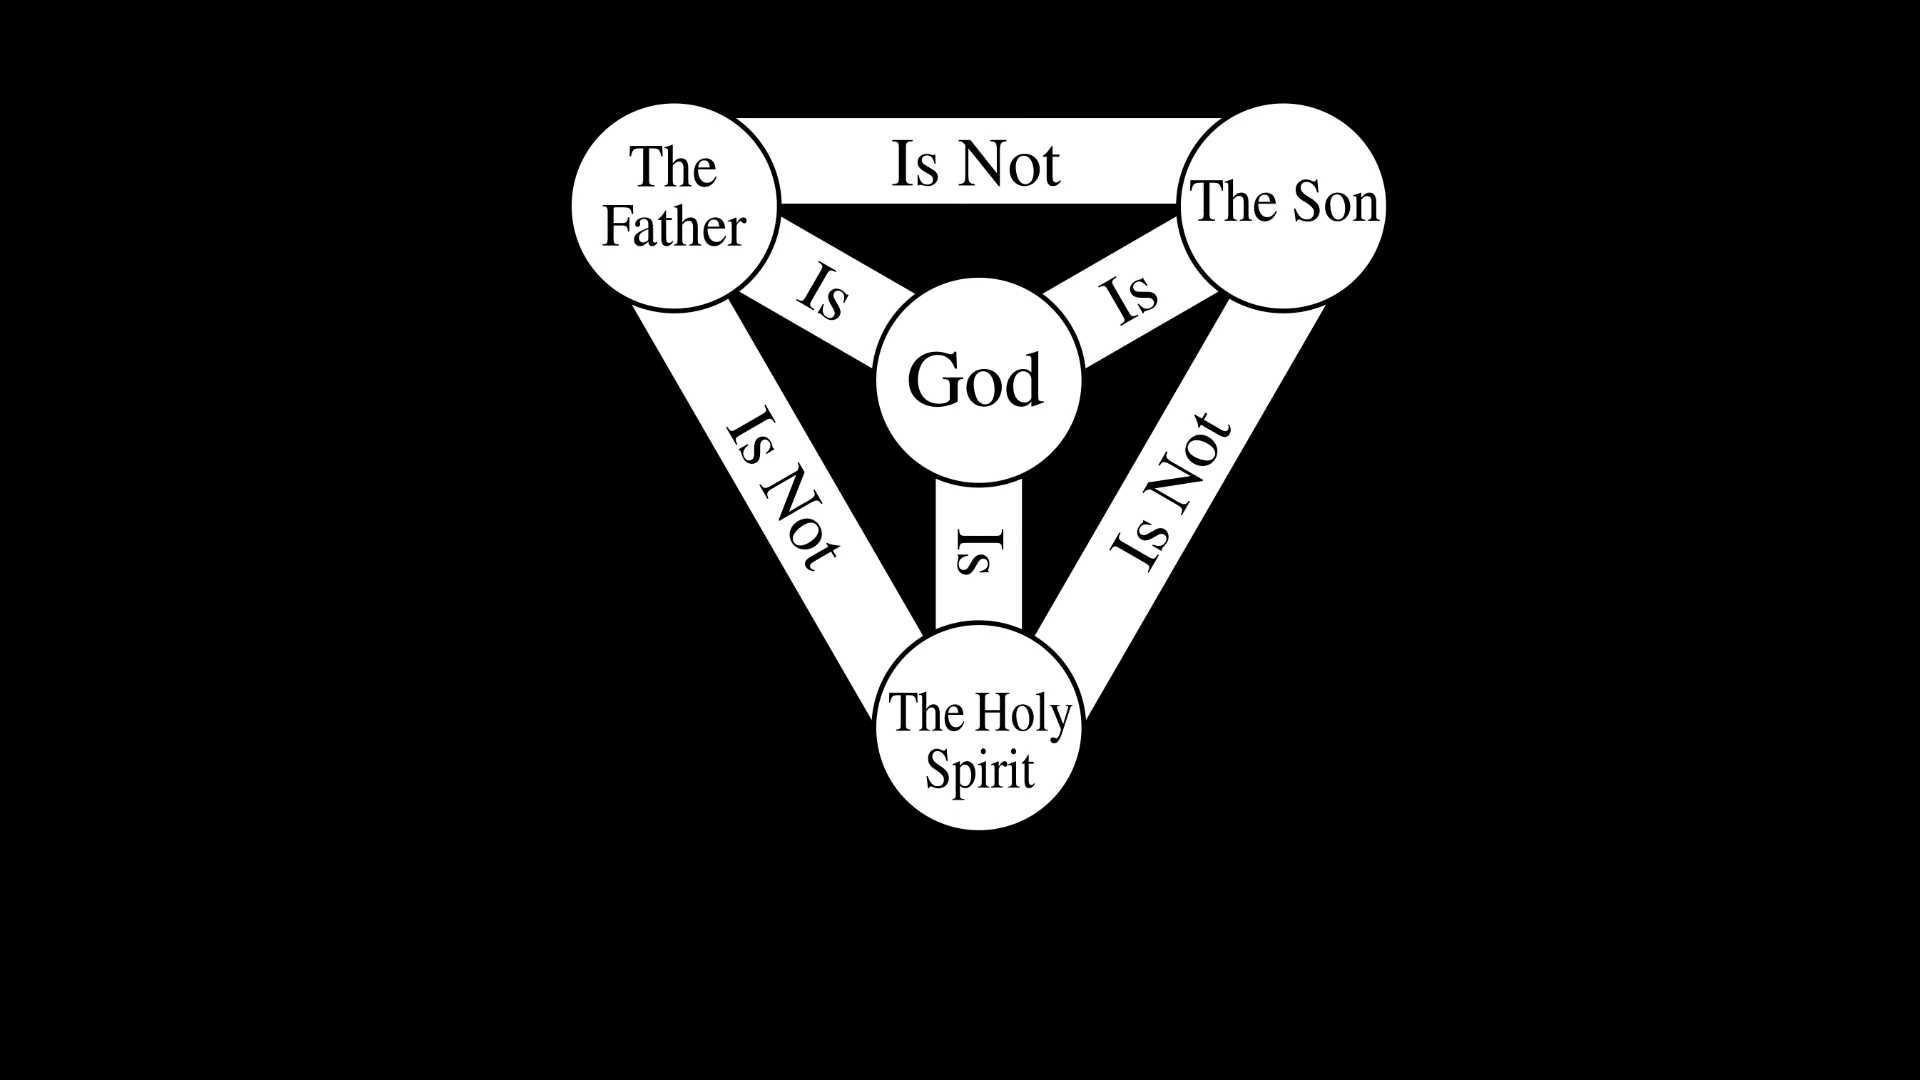 The
Father
Is Not
The Son
Is
Is
God
Is Not
Is Not
Is
The Holy
Spirit